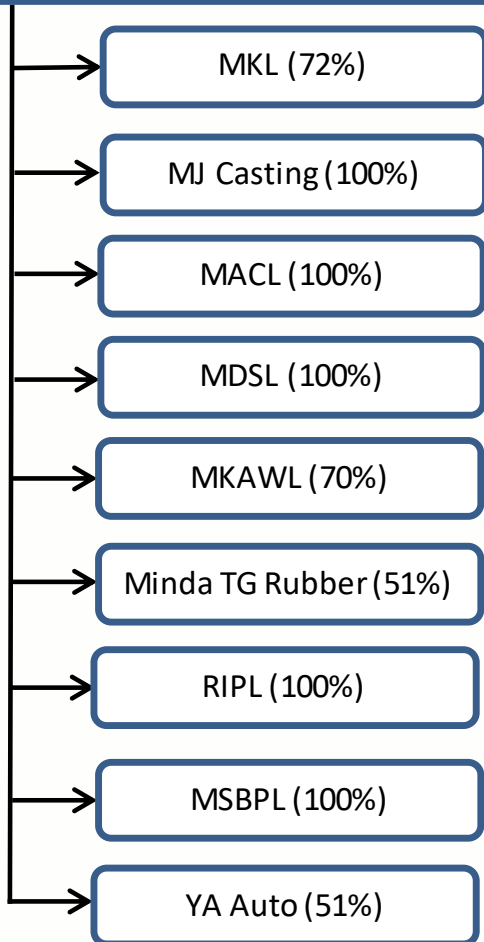 MKL (72%)
MJ Casting (100%)
MACL (100%)
MDSL (100%)
MKAWL (70%)
Minda TG Rubber (51%)
RIPL (100%)
MSBPL (100%)
YA Auto (51%)